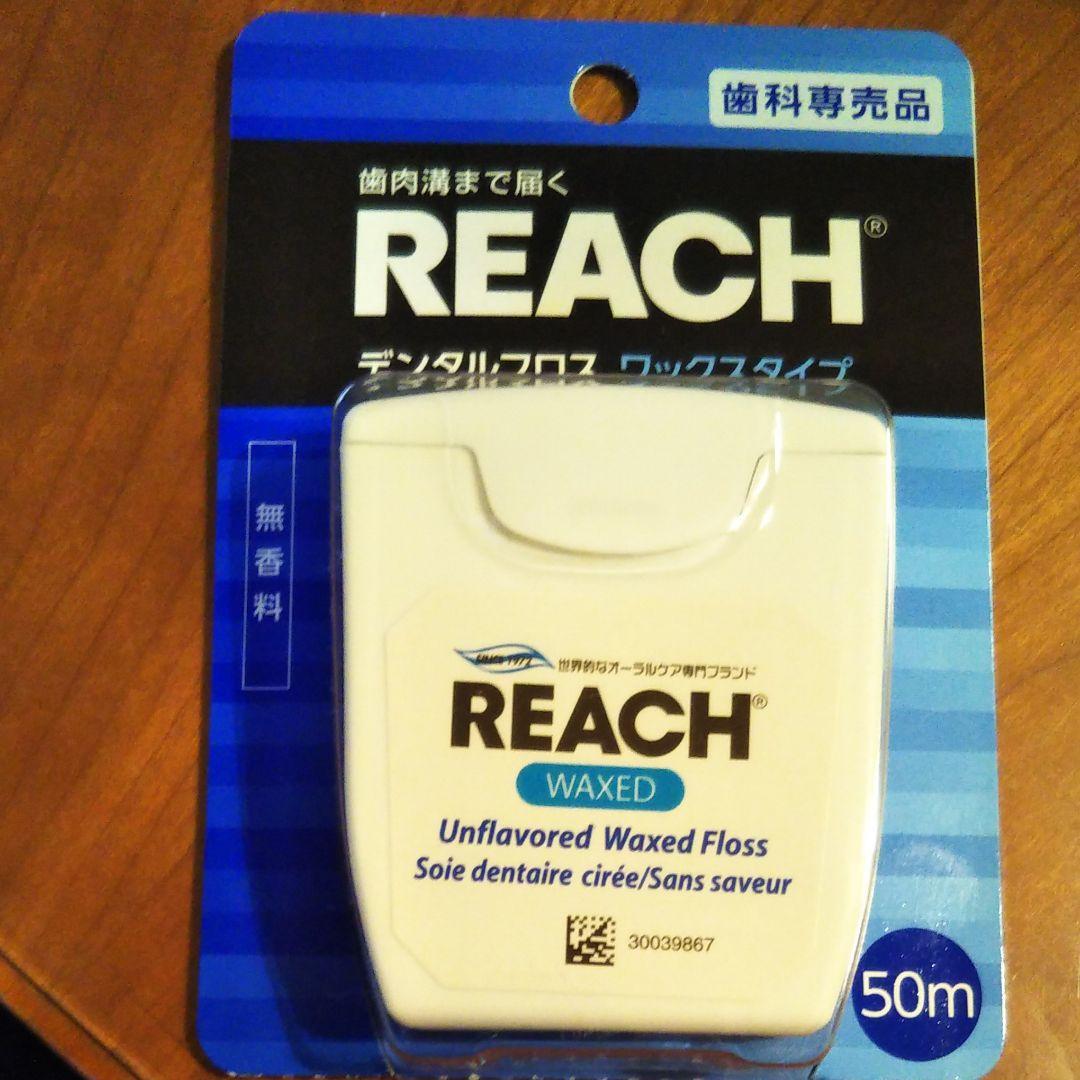 歯科専売品
歯肉溝まで届く
REACH®
デンタルフロス ワックスタイプ
無香料
SINCE 1972
世界的なオーラルケア専門ブランド
REACH®
WAXED
Unflavored Waxed Floss
Soie dentaire cirée/Sans saveur
30039867
50m